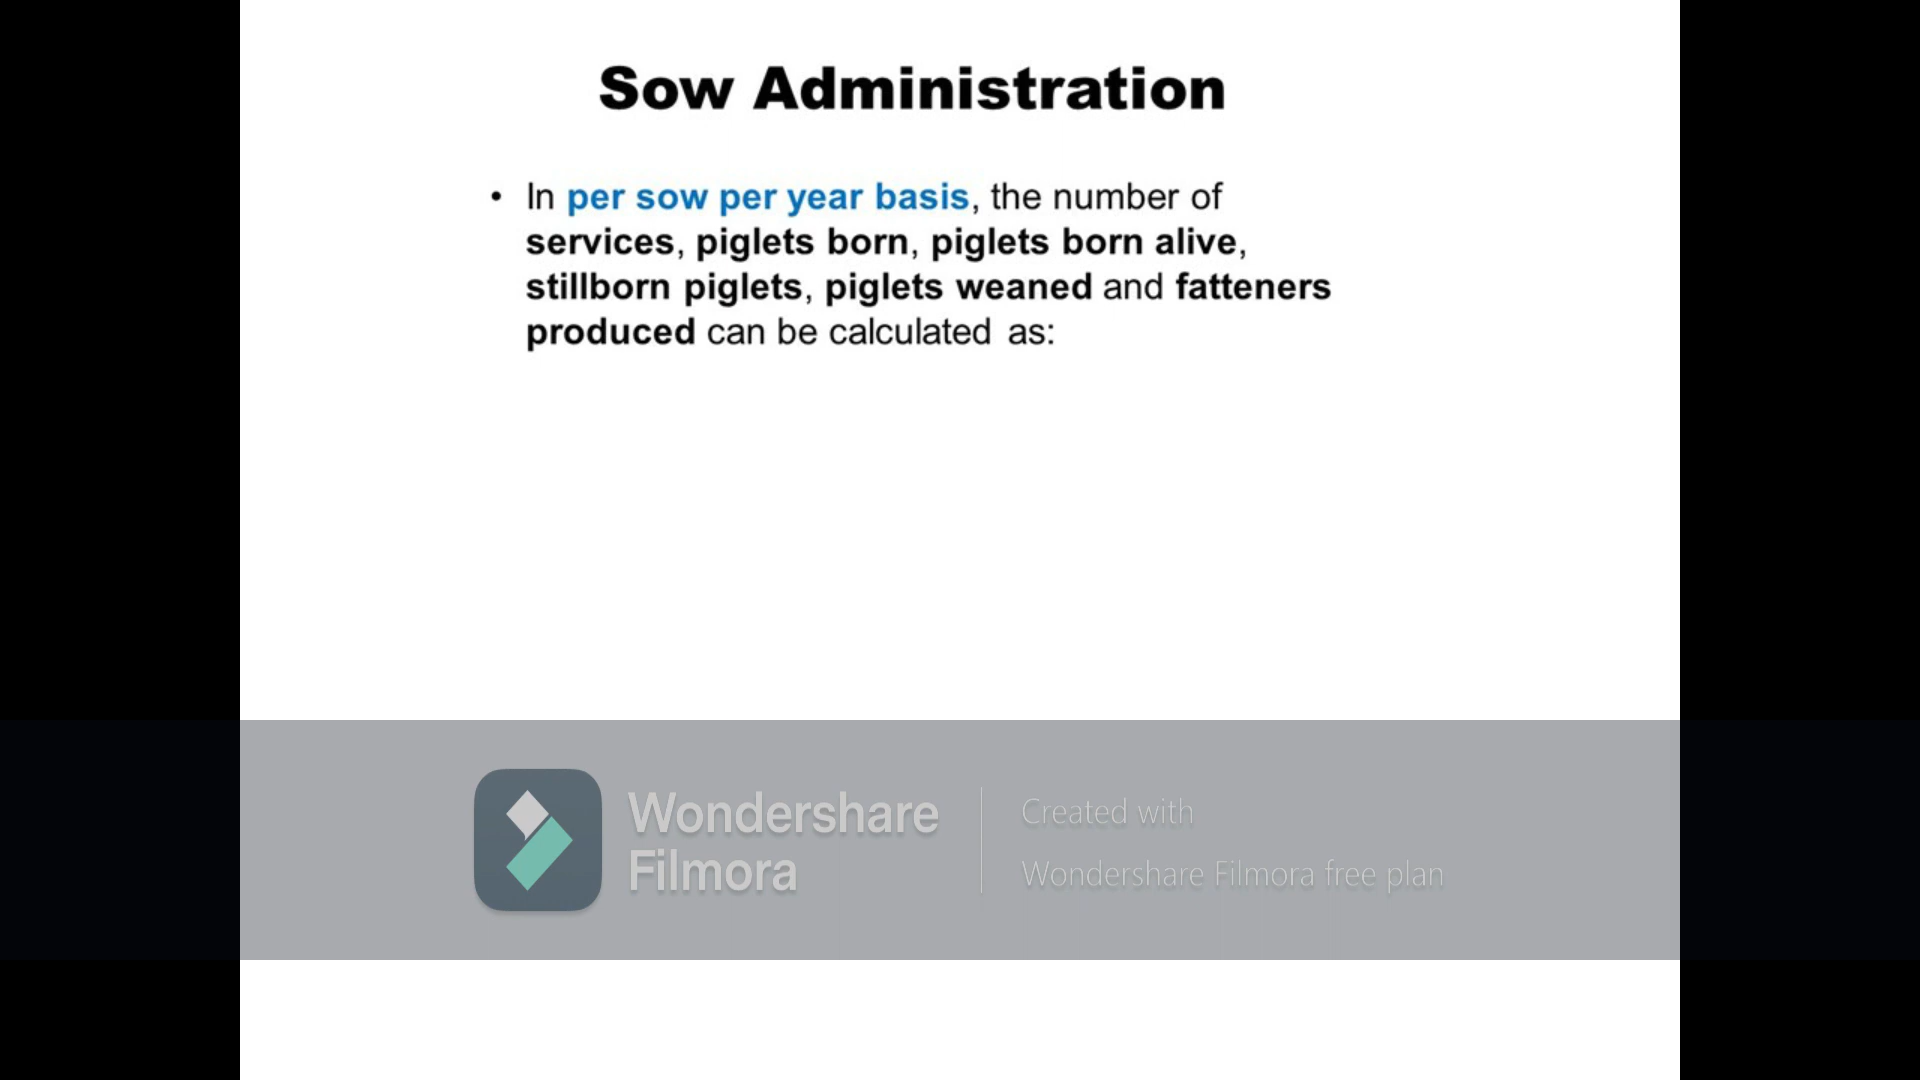 Sow Administration
• In per sow per year basis, the number of
services, piglets born, piglets born alive,
stillborn piglets, piglets weaned and fatteners
produced can be calculated as:
Wondershare
Filmora
Created with
Wondershare Filmora free plan